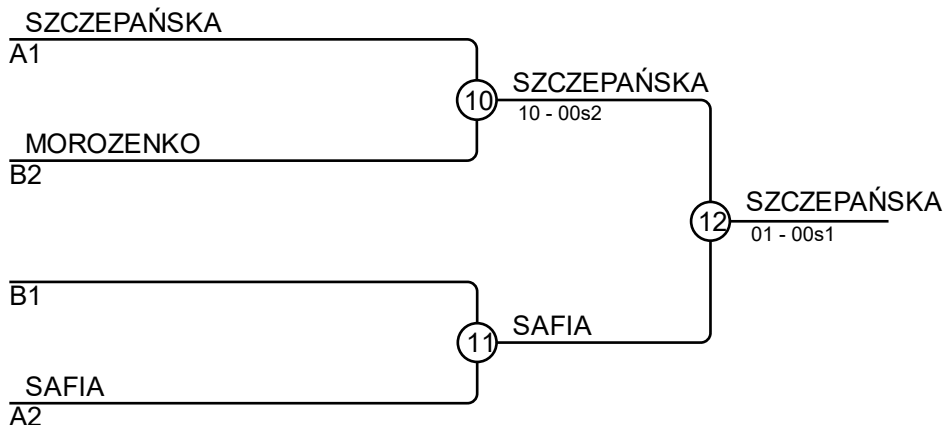 SZCZEPAŃSKA
A1
10
SZCZEPAŃSKA
10 - 00s2
MOROZENKO
B2
12
SZCZEPAŃSKA
01 - 00s1
B1
11
SAFIA
SAFIA
A2